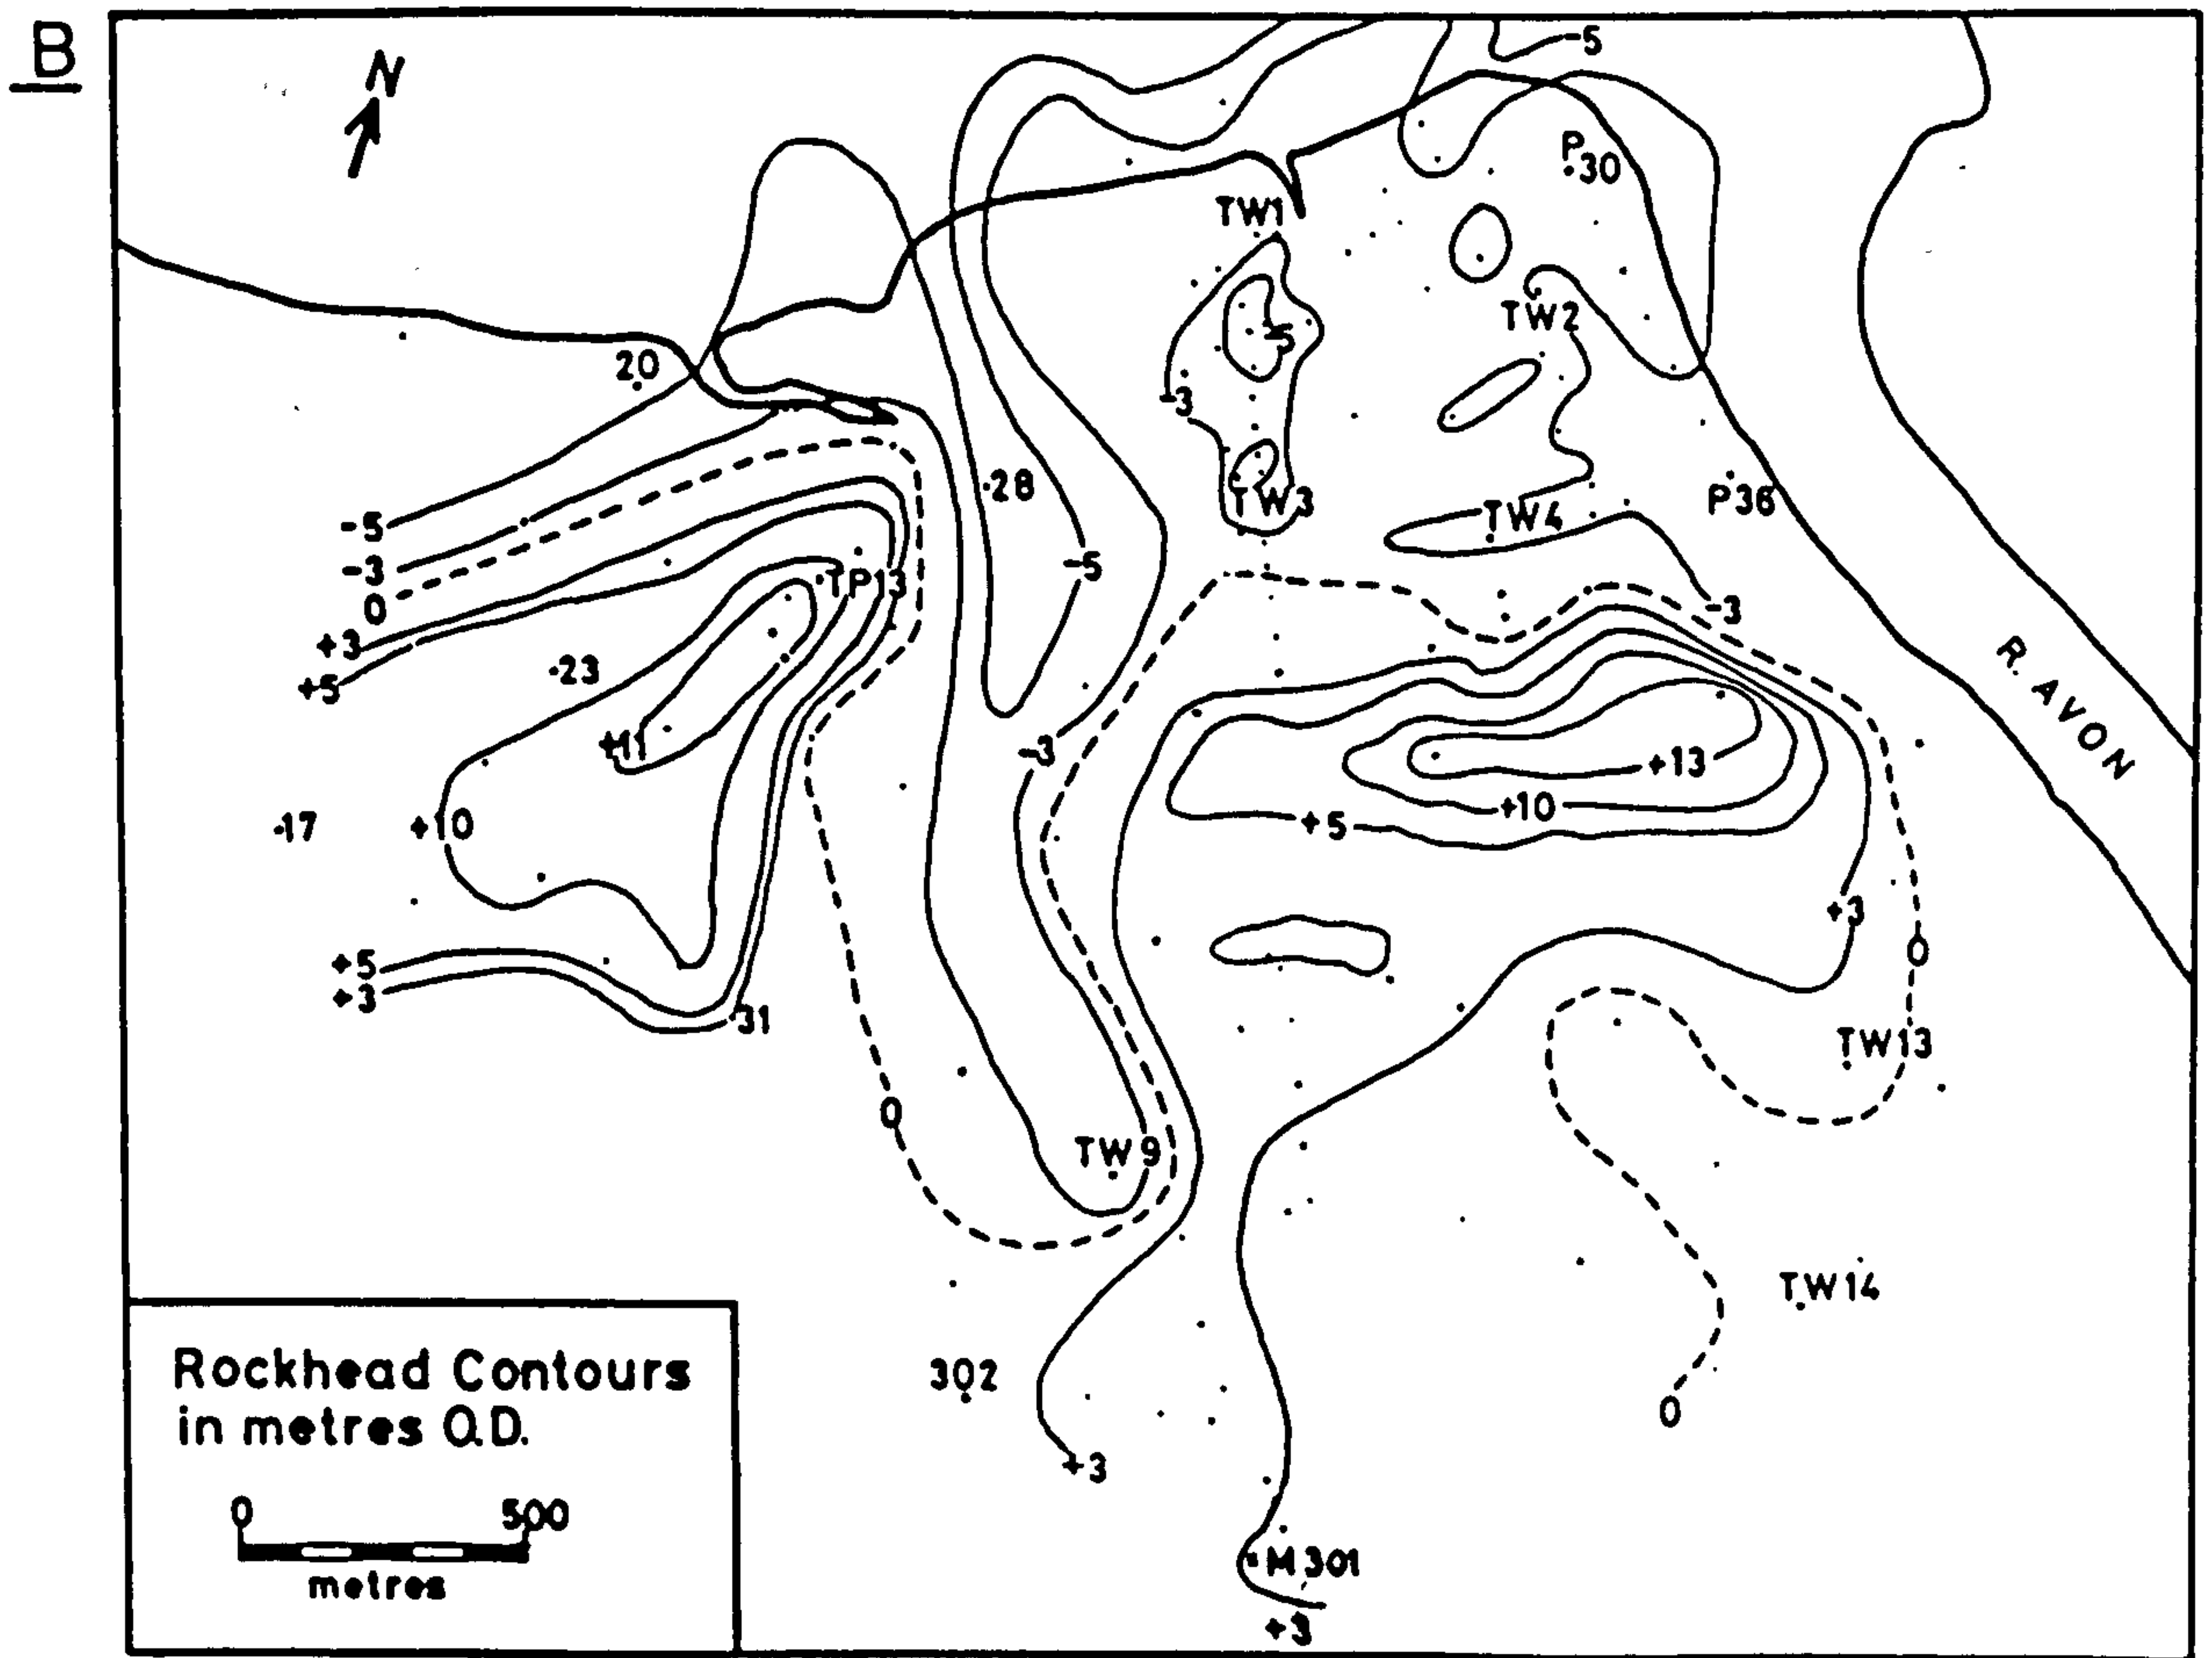 B
N
-5
P
30
TW1
TW2
20
-5
-3
28
TW3
TW4
P36
-5
-3
0
+3
+5
TP13
-5
-3
23
R. AVON
+11
-3
+13
+10
+5
17
+10
+3
0
+5
+3
31
TW13
0
TW9
TW14
302
0
+3
M301
+3
Rockhead Contours
in metres O.D.
0 500
metres